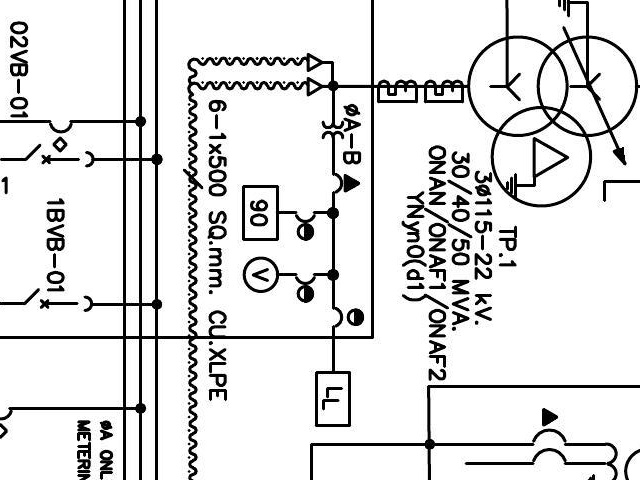 02VB-01
1
1BVB-01
6-1x500 SQ.mm. CU.XLPE
øA-B
90
V
LL
TP.1
3ø115-22 kV.
30/40/50 MVA.
ONAN/ONAF1/ONAF2
YNyn0(d1)
øA ONL
METERIN